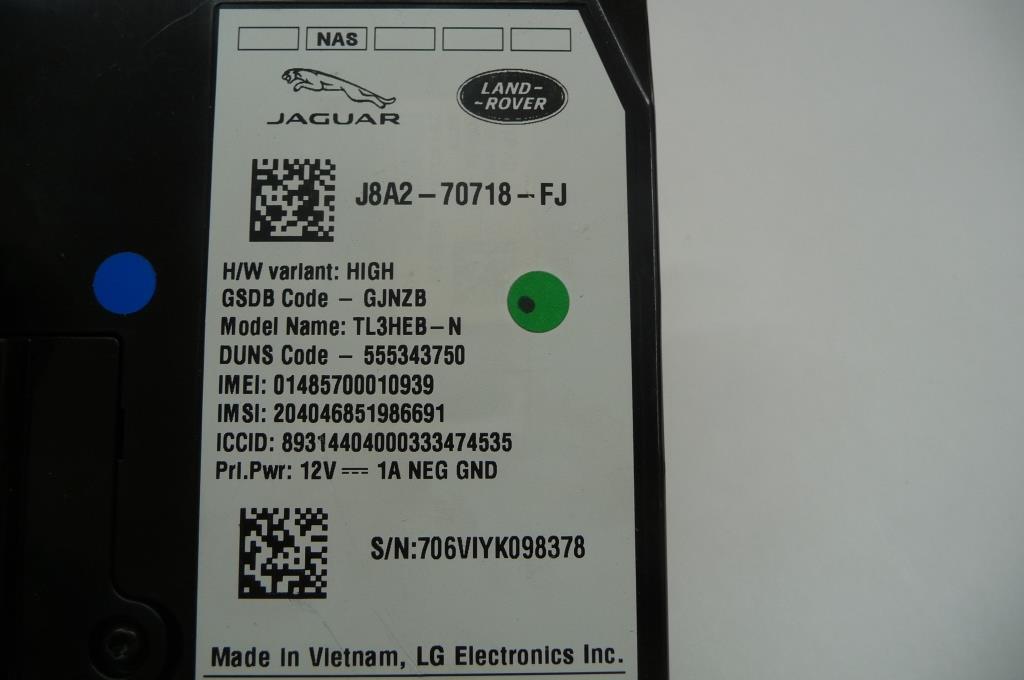 NAS
JAGUAR
LAND-
-ROVER
J8A2-70718-FJ
H/W variant: HIGH
GSDB Code - GJNZB
Model Name: TL3HEB-N
DUNS Code - 555343750
IMEI: 01485700010939
IMSI: 204046851986691
ICCID: 89314404000333474535
Pri.Pwr: 12V⎓ 1A NEG GND
S/N:706VIYK098378
Made In Vietnam, LG Electronics Inc.